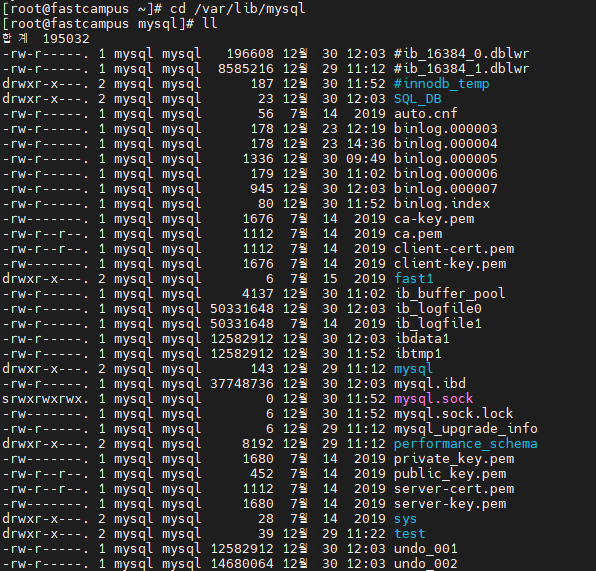 [root@fastcampus ~]# cd /var/lib/mysql
[root@fastcampus mysql]# ll
합계 195032
-rw-r-----. 1 mysql mysql 196608 12월 30 12:03 #ib_16384_0.dblwr
-rw-r-----. 1 mysql mysql 8585216 12월 29 11:12 #ib_16384_1.dblwr
drwxr-x---. 2 mysql mysql 187 12월 30 11:52 #innodb_temp
drwxr-x---. 2 mysql mysql 23 12월 30 12:03 SQL_DB
-rw-r-----. 1 mysql mysql 56 7월 14 2019 auto.cnf
-rw-r-----. 1 mysql mysql 178 12월 23 12:19 binlog.000003
-rw-r-----. 1 mysql mysql 178 12월 23 14:36 binlog.000004
-rw-r-----. 1 mysql mysql 1336 12월 30 09:49 binlog.000005
-rw-r-----. 1 mysql mysql 179 12월 30 11:02 binlog.000006
-rw-r-----. 1 mysql mysql 945 12월 30 12:03 binlog.000007
-rw-r-----. 1 mysql mysql 80 12월 30 11:52 binlog.index
-rw-------. 1 mysql mysql 1676 7월 14 2019 ca-key.pem
-rw-r--r--. 1 mysql mysql 1112 7월 14 2019 ca.pem
-rw-r--r--. 1 mysql mysql 1112 7월 14 2019 client-cert.pem
-rw-------. 1 mysql mysql 1676 7월 14 2019 client-key.pem
drwxr-x---. 2 mysql mysql 6 7월 15 2019 fast1
-rw-r-----. 1 mysql mysql 4137 12월 30 11:02 ib_buffer_pool
-rw-r-----. 1 mysql mysql 50331648 12월 30 12:03 ib_logfile0
-rw-r-----. 1 mysql mysql 50331648 7월 14 2019 ib_logfile1
-rw-r-----. 1 mysql mysql 12582912 12월 30 12:03 ibdata1
-rw-r-----. 1 mysql mysql 12582912 12월 30 11:52 ibtmp1
drwxr-x---. 2 mysql mysql 143 12월 29 11:12 mysql
-rw-r-----. 1 mysql mysql 37748736 12월 30 12:03 mysql.ibd
srwxrwxrwx. 1 mysql mysql 0 12월 30 11:52 mysql.sock
-rw-------. 1 mysql mysql 6 12월 30 11:52 mysql.sock.lock
-rw-r-----. 1 mysql mysql 6 12월 29 11:12 mysql_upgrade_info
drwxr-x---. 2 mysql mysql 8192 12월 29 11:12 performance_schema
-rw-------. 1 mysql mysql 1680 7월 14 2019 private_key.pem
-rw-r--r--. 1 mysql mysql 452 7월 14 2019 public_key.pem
-rw-r--r--. 1 mysql mysql 1112 7월 14 2019 server-cert.pem
-rw-------. 1 mysql mysql 1680 7월 14 2019 server-key.pem
drwxr-x---. 2 mysql mysql 28 7월 14 2019 sys
drwxr-x---. 2 mysql mysql 39 12월 29 11:22 test
-rw-r-----. 1 mysql mysql 12582912 12월 30 12:03 undo_001
-rw-r-----. 1 mysql mysql 14680064 12월 30 12:03 undo_002